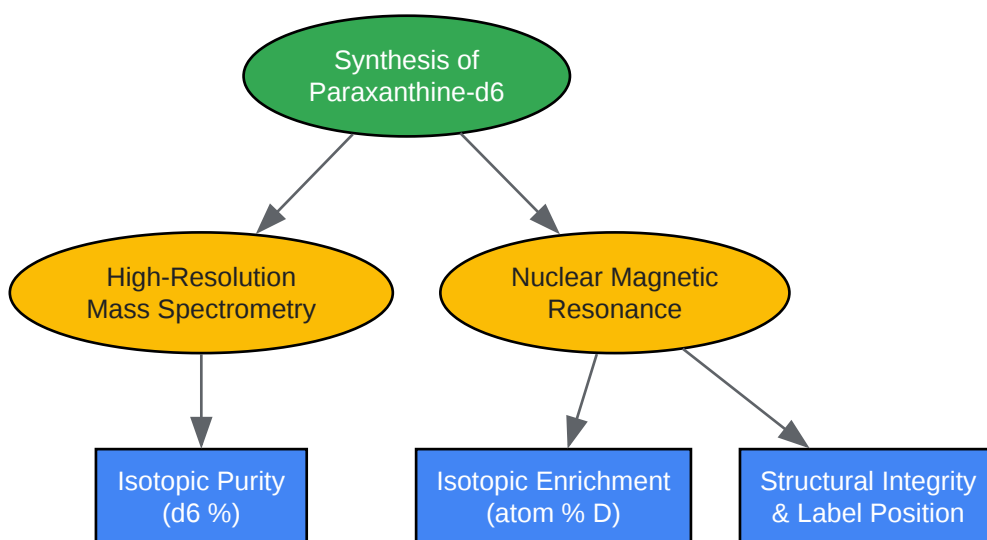 Synthesis of
Paraxanthine-d6
High-Resolution
Mass Spectrometry
Nuclear Magnetic
Resonance
Isotopic Purity
(d6 %)
Isotopic Enrichment
(atom % D)
Structural Integrity
& Label Position